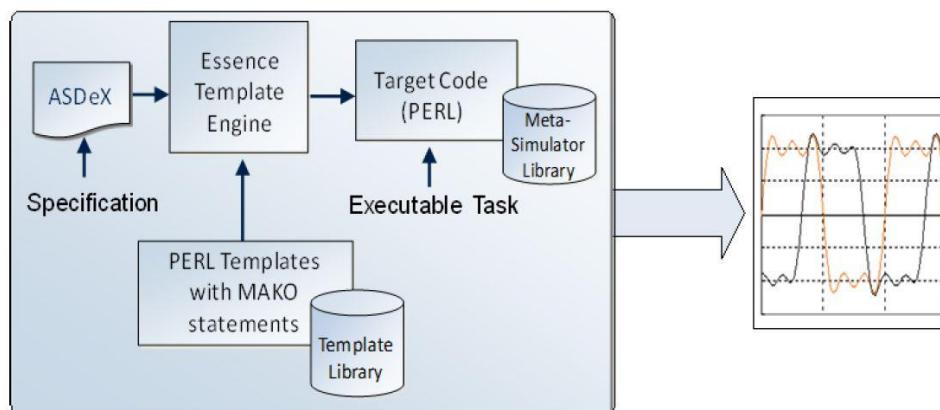 ASDeX
Specification
Essence
Template
Engine
Target Code
(PERL)
Meta-
Simulator
Library
Executable Task
PERL Templates
with MAKO
statements
Template
Library